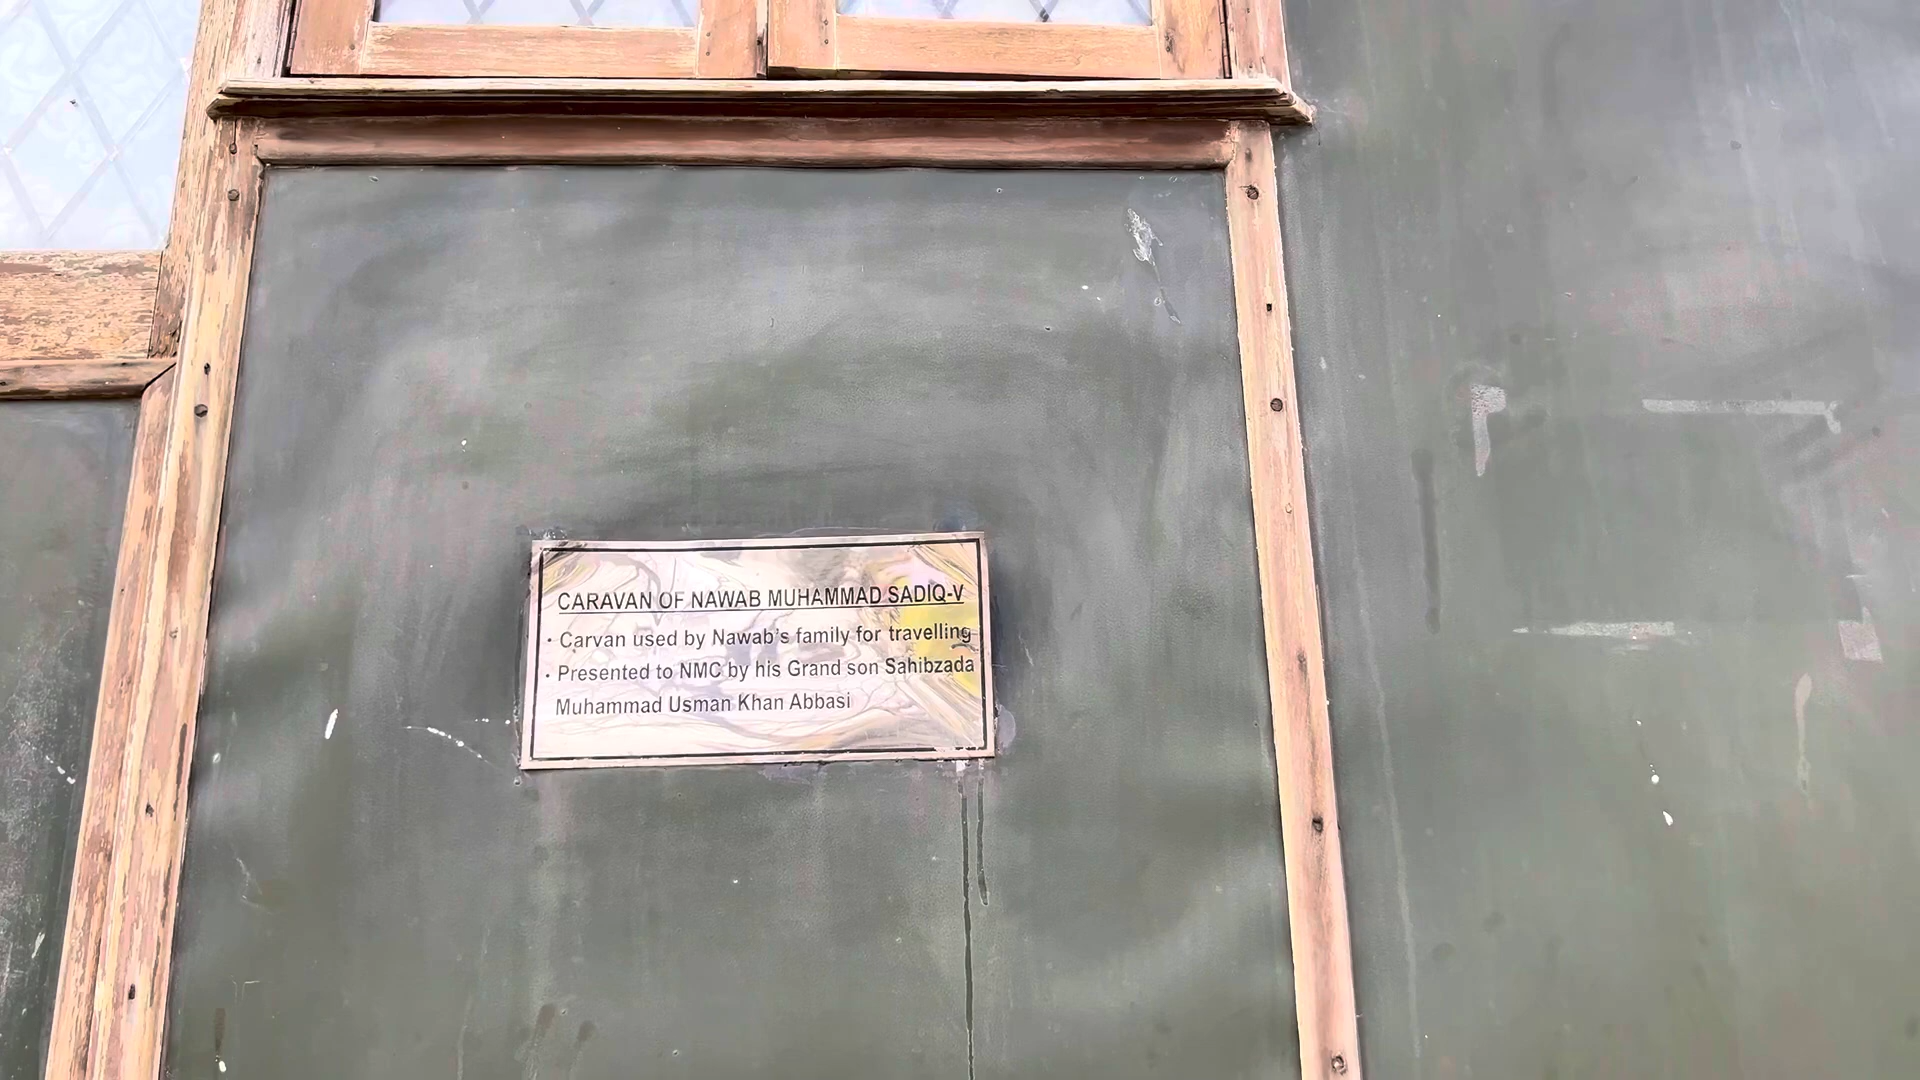 CARAVAN OF NAWAB MUHAMMAD SADIQ-V
· Carvan used by Nawab's family for travelling
· Presented to NMC by his Grand son Sahibzada
Muhammad Usman Khan Abbasi